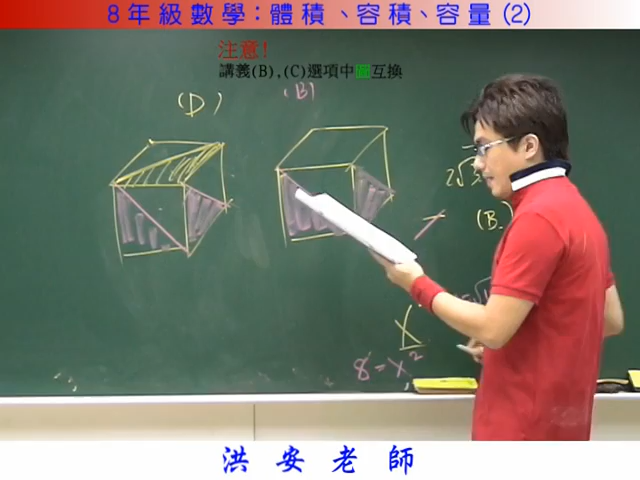 8年級數學：體積、容積、容量 (2)
注意!
講義(B),(C)選項中圖互換
(D)
(B)
(B.
x
8=x²
洪安老師